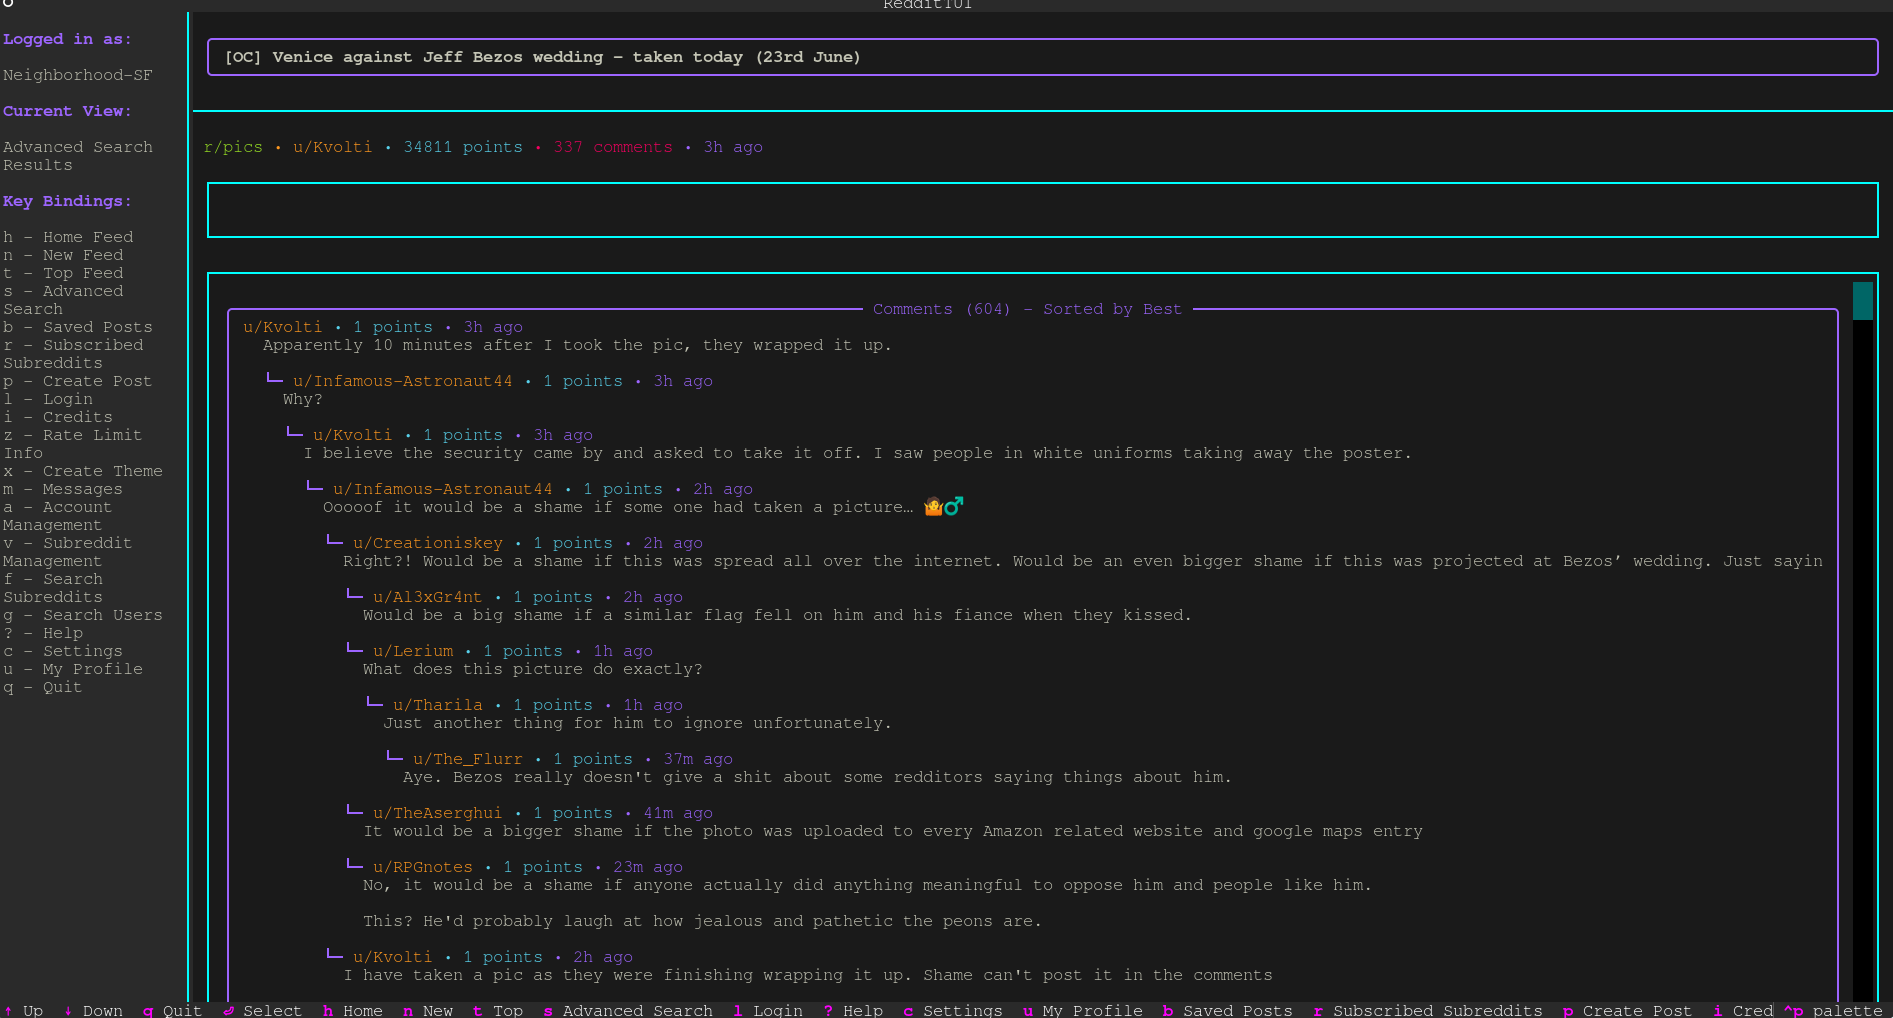 RedditTUI
Logged in as:
Neighborhood-SF
Current View:
Advanced Search
Results
Key Bindings:
h - Home Feed
n - New Feed
t - Top Feed
s - Advanced
Search
b - Saved Posts
r - Subscribed
Subreddits
p - Create Post
l - Login
i - Credits
z - Rate Limit
Info
x - Create Theme
m - Messages
a - Account
Management
v - Subreddit
Management
f - Search
Subreddits
g - Search Users
? - Help
c - Settings
u - My Profile
q - Quit
[OC] Venice against Jeff Bezos wedding - taken today (23rd June)
r/pics • u/Kvolti • 34811 points • 337 comments • 3h ago
Comments (604) - Sorted by Best
u/Kvolti • 1 points • 3h ago
Apparently 10 minutes after I took the pic, they wrapped it up.
u/Infamous-Astronaut44 • 1 points • 3h ago
Why?
u/Kvolti • 1 points • 3h ago
I believe the security came by and asked to take it off. I saw people in white uniforms taking away the poster.
u/Infamous-Astronaut44 • 1 points • 2h ago
Ooooof it would be a shame if some one had taken a picture… 🤷♂
u/Creationiskey • 1 points • 2h ago
Right?! Would be a shame if this was spread all over the internet. Would be an even bigger shame if this was projected at Bezos’ wedding. Just sayin
u/Al3xGr4nt • 1 points • 2h ago
Would be a big shame if a similar flag fell on him and his fiance when they kissed.
u/Lerium • 1 points • 1h ago
What does this picture do exactly?
u/Tharila • 1 points • 1h ago
Just another thing for him to ignore unfortunately.
u/The_Flurr • 1 points • 37m ago
Aye. Bezos really doesn't give a shit about some redditors saying things about him.
u/TheAserghui • 1 points • 41m ago
It would be a bigger shame if the photo was uploaded to every Amazon related website and google maps entry
u/RPGnotes • 1 points • 23m ago
No, it would be a shame if anyone actually did anything meaningful to oppose him and people like him.
This? He'd probably laugh at how jealous and pathetic the peons are.
u/Kvolti • 1 points • 2h ago
I have taken a pic as they were finishing wrapping it up. Shame can't post it in the comments
↑ Up ↓ Down q Quit ⏎ Select h Home n New t Top s Advanced Search l Login ? Help c Settings u My Profile b Saved Posts r Subscribed Subreddits p Create Post i Cred ^p palette